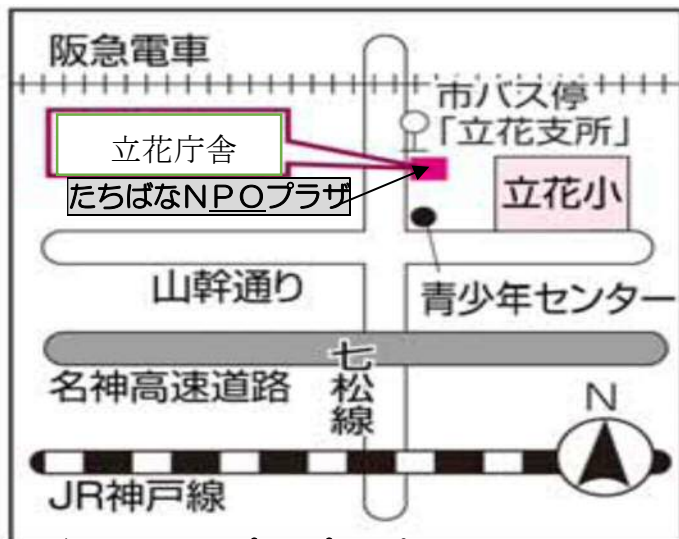 阪急電車
市バス停
「立花支所」
立花庁舎
たちばなNPOプラザ
立花小
山幹通り
青少年センター
名神高速道路
七松線
N
JR神戸線